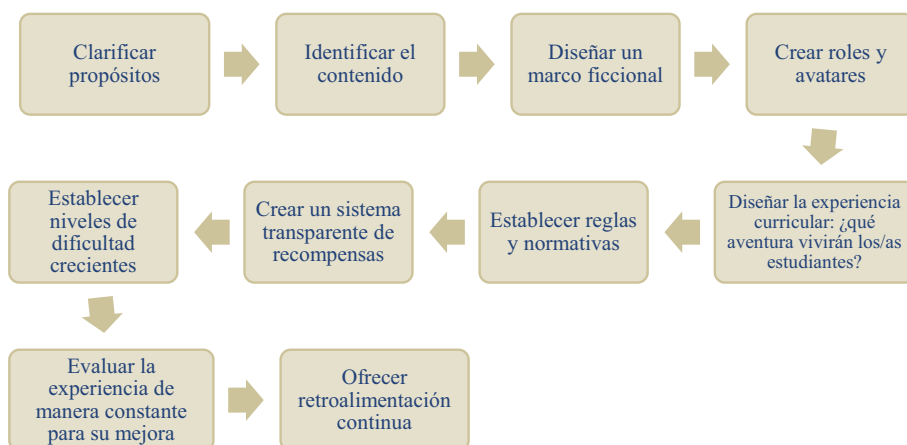 Clarificar
propósitos
Identificar el
contenido
Diseñar un
marco ficcional
Crear roles y
avatares
Diseñar la experiencia
curricular: ¿qué
aventura vivirán los/as
estudiantes?
Establecer reglas
y normativas
Crear un sistema
transparente de
recompensas
Establecer
niveles de
dificultad
crecientes
Evaluar la
experiencia de
manera constante
para su mejora
Ofrecer
retroalimentación
continua